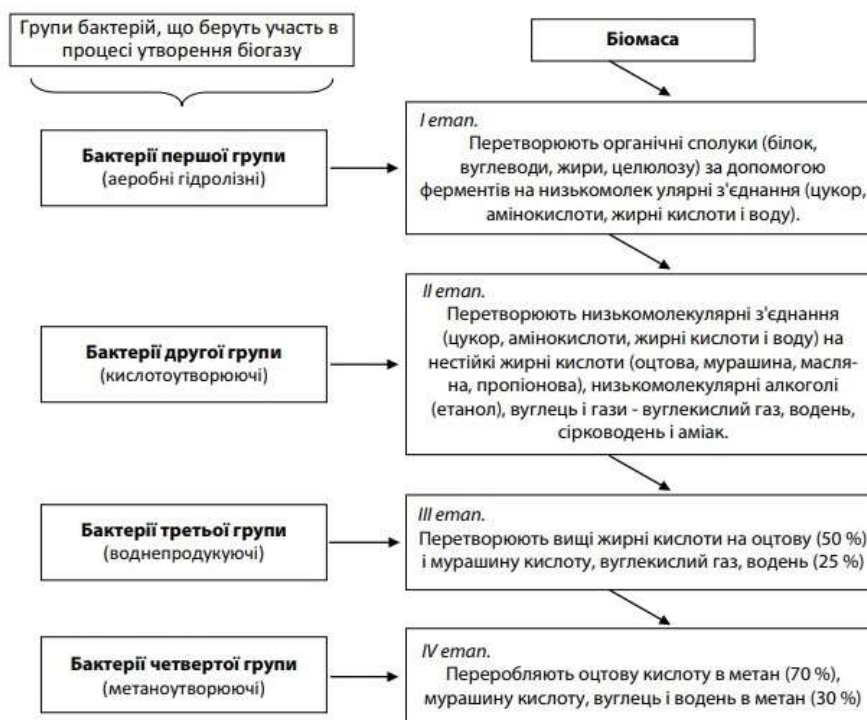 Групи бактерій, що беруть участь в
процесі утворення біогазу
Біомаса
Бактерії першої групи
(аеробні гідролізні)
І етап.
Перетворюють органічні сполуки (білок,
вуглеводи, жири, целюлозу) за допомогою
ферментів на низькомолек улярні з'єднання (цукор,
амінокислоти, жирні кислоти і воду).
Бактерії другої групи
(кислотоутворюючі)
ІІ етап.
Перетворюють низькомолекулярні з'єднання
(цукор, амінокислоти, жирні кислоти і воду) на
нестійкі жирні кислоти (оцтова, мурашина, масля-
на, пропіонова), низькомолекулярні алкоголі
(етанол), вуглець і гази - вуглекислий газ, водень,
сірководень і аміак.
Бактерії третьої групи
(воднепродукуючі)
ІІІ етап.
Перетворюють вищі жирні кислоти на оцтову (50 %)
і мурашину кислоту, вуглекислий газ, водень (25 %)
Бактерії четвертої групи
(метаноутворюючі)
IV етап.
Переробляють оцтову кислоту в метан (70 %),
мурашину кислоту, вуглець і водень в метан (30 %)